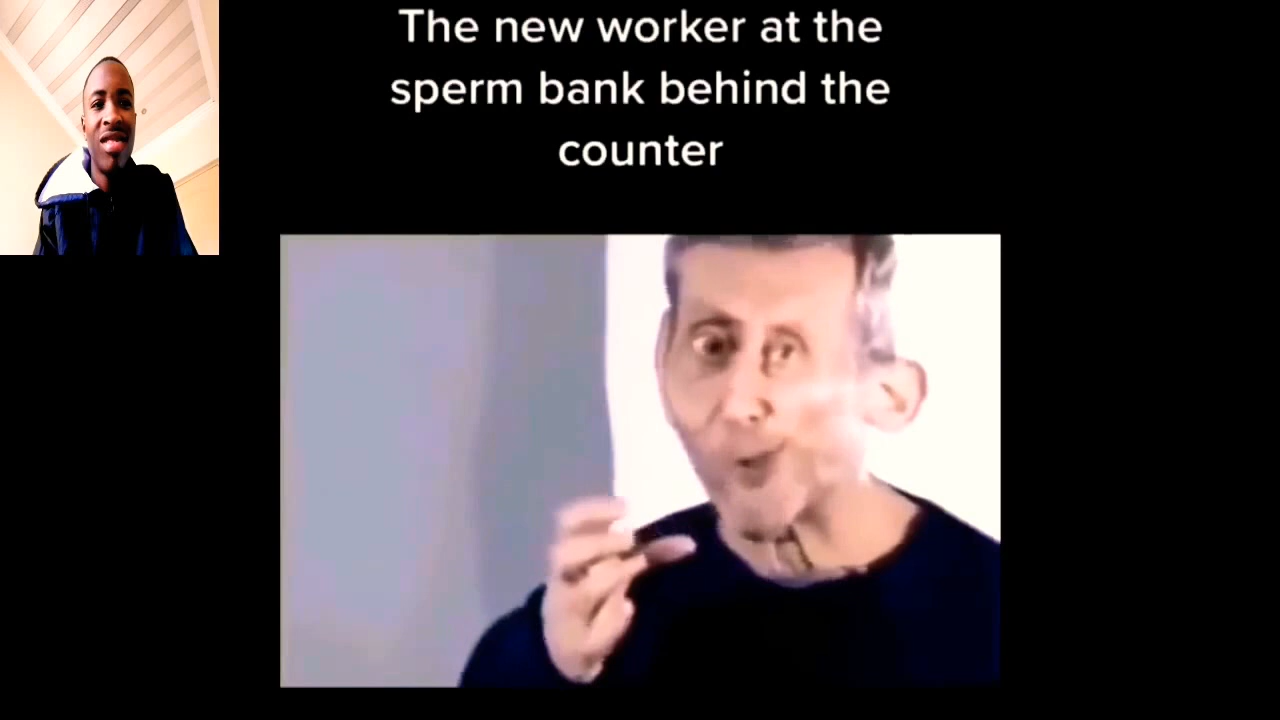 The new worker at the
sperm bank behind the
counter